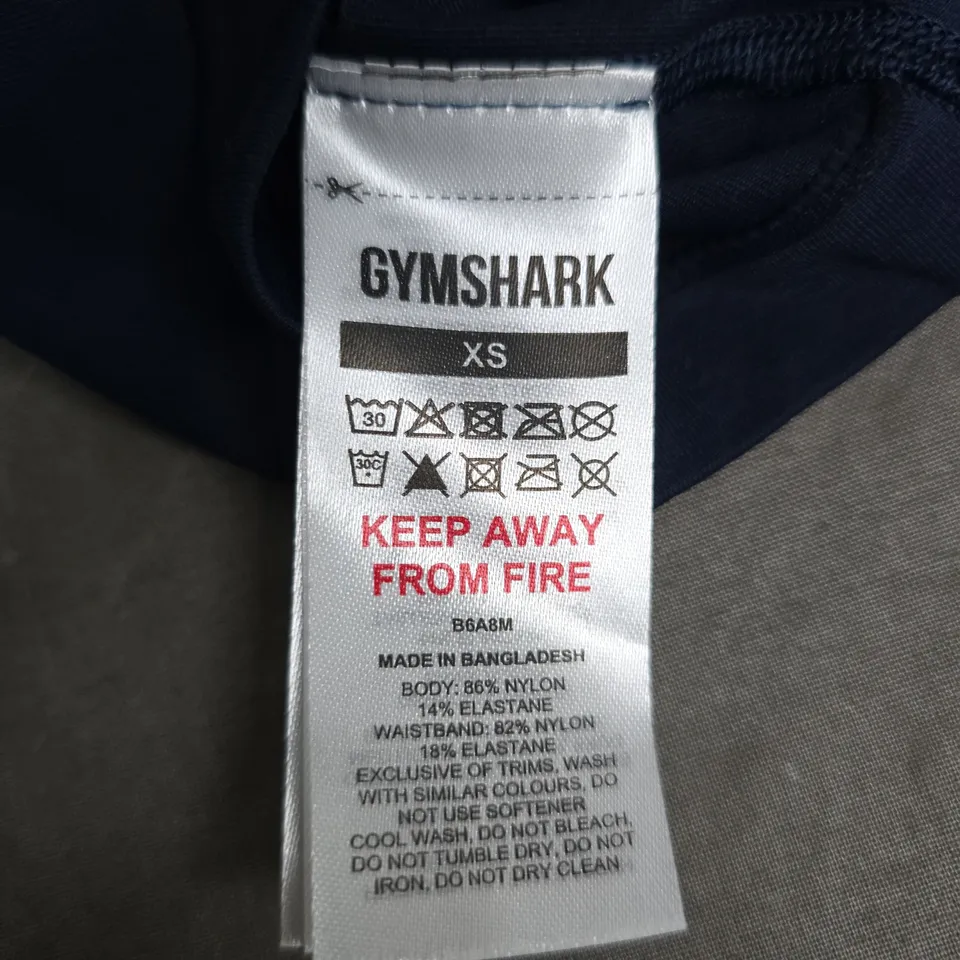 GYMSHARK
XS
30
30C
KEEP AWAY
FROM FIRE
B6A8M
MADE IN BANGLADESH
BODY: 86% NYLON
14% ELASTANE
WAISTBAND: 82% NYLON
18% ELASTANE
EXCLUSIVE OF TRIMS, WASH
WITH SIMILAR COLOURS, DO
NOT USE SOFTENER
COOL WASH, DO NOT BLEACH,
DO NOT TUMBLE DRY, DO NOT
IRON, DO NOT DRY CLEAN